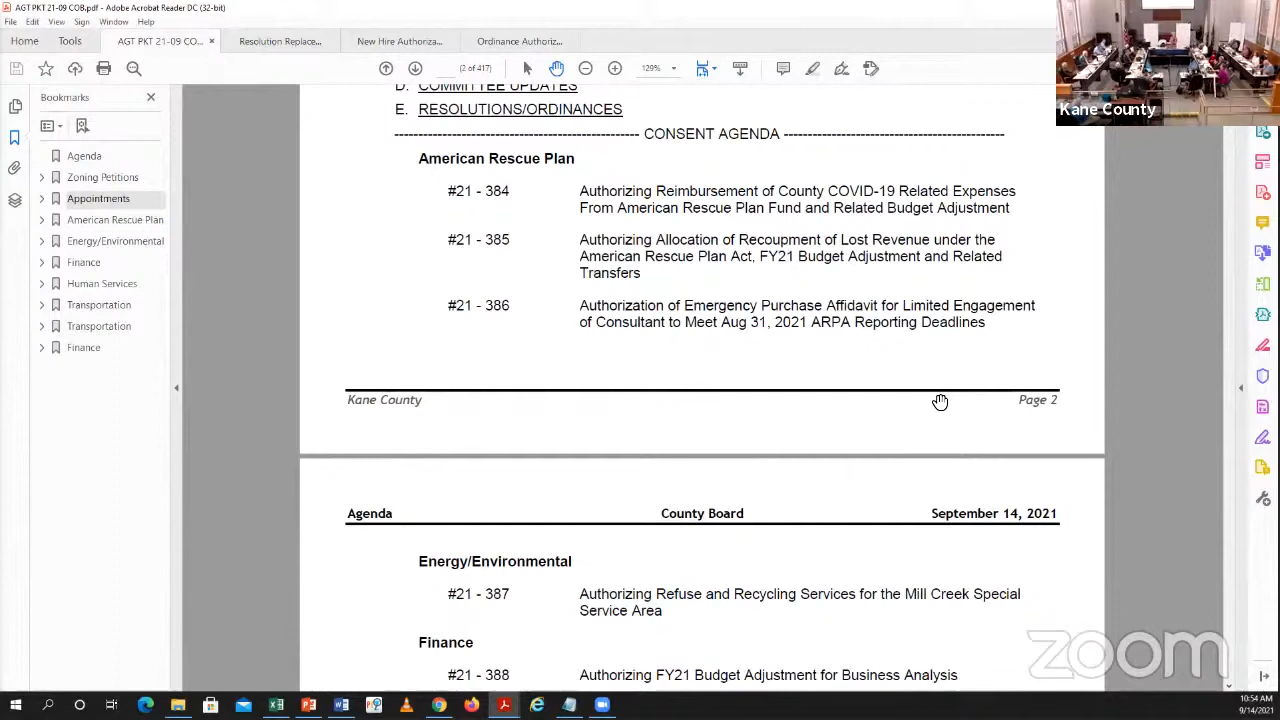 AGT PKT 21-09 COB.pdf - Adobe Acrobat Reader DC (32-bit)
File Edit View Sign Window Help
Home Tools AGT PKT 21-09 CO... × Resolution Replace... New Hire Authoriza... Ordinance Authoriz...
(2 of 417) 129%
Kane County
Bookmarks
Agenda
Zoning Petitions
Appointments
American Rescue Plan
Energy/Environmental
Finance
Human Services
Transportation
Transportation
Finance
D. COMMITTEE UPDATES
E. RESOLUTIONS/ORDINANCES
CONSENT AGENDA
American Rescue Plan
#21 - 384 Authorizing Reimbursement of County COVID-19 Related Expenses
From American Rescue Plan Fund and Related Budget Adjustment
#21 - 385 Authorizing Allocation of Recoupment of Lost Revenue under the
American Rescue Plan Act, FY21 Budget Adjustment and Related
Transfers
#21 - 386 Authorization of Emergency Purchase Affidavit for Limited Engagement
of Consultant to Meet Aug 31, 2021 ARPA Reporting Deadlines
Kane County Page 2
Agenda County Board September 14, 2021
Energy/Environmental
#21 - 387 Authorizing Refuse and Recycling Services for the Mill Creek Special
Service Area
Finance
#21 - 388 Authorizing FY21 Budget Adjustment for Business Analysis
zoom
10:54 AM
9/14/2021